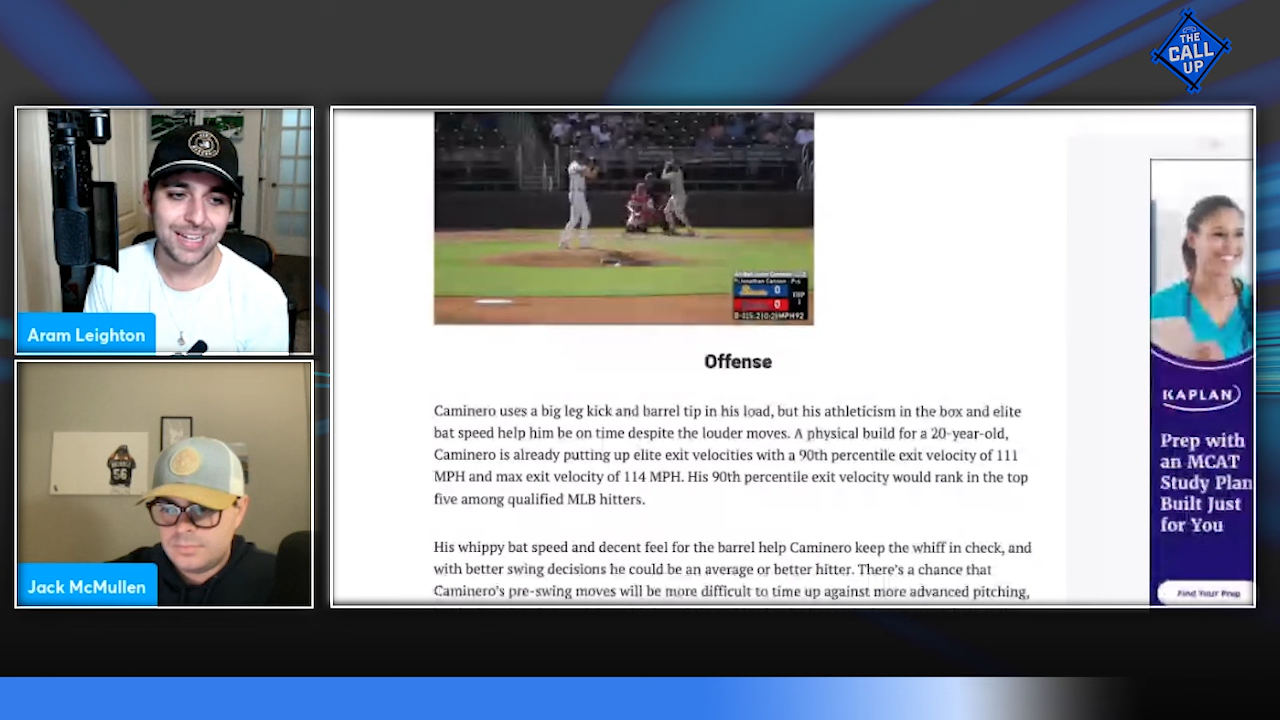 THE
CALL
UP
Aram Leighton
56
Jack McMullen
0
0
Offense
Caminero uses a big leg kick and barrel tip in his load, but his athleticism in the box and elite
bat speed help him be on time despite the louder moves. A physical build for a 20-year-old,
Caminero is already putting up elite exit velocities with a 90th percentile exit velocity of 111
MPH and max exit velocity of 114 MPH. His 90th percentile exit velocity would rank in the top
five among qualified MLB hitters.
His whippy bat speed and decent feel for the barrel help Caminero keep the whiff in check, and
with better swing decisions he could be an average or better hitter. There's a chance that
Caminero's pre-swing moves will be more difficult to time up against more advanced pitching,
KAPLAN
Prep with
an MCAT
Study Plan
Built Just
for You
Find Your Prep